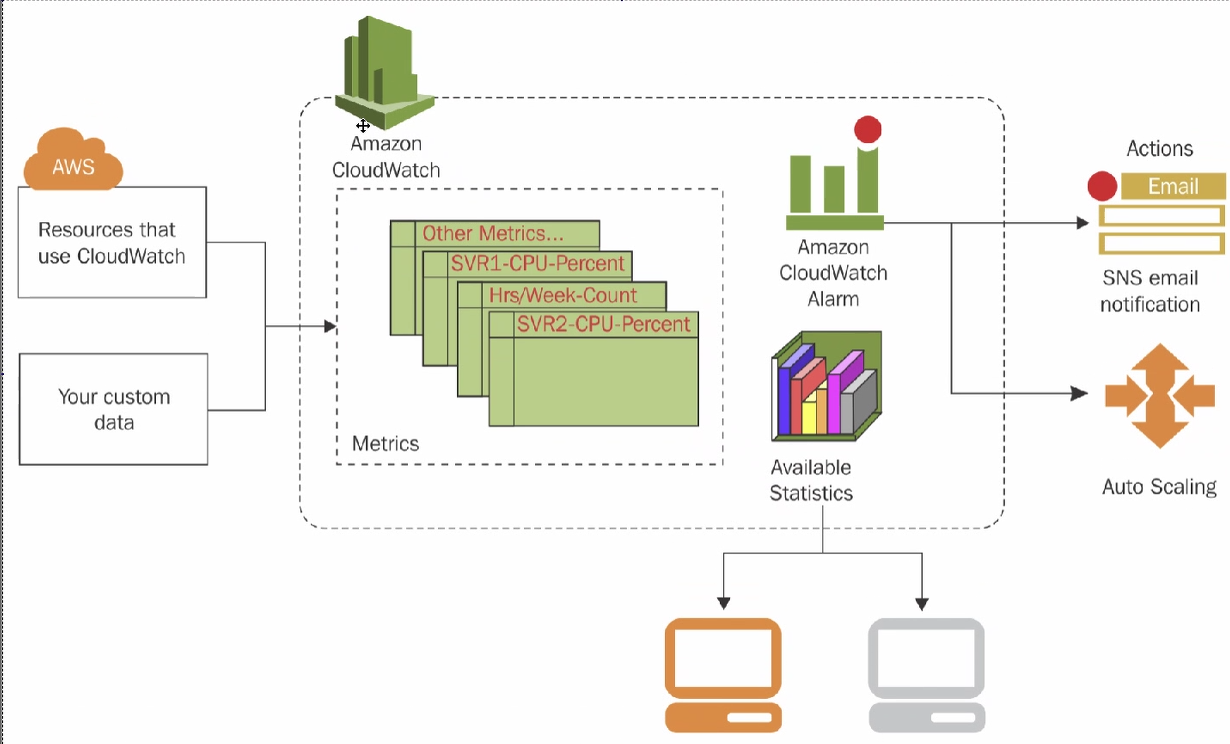 Amazon
CloudWatch
AWS
Resources that
use CloudWatch
Your custom
data
Other Metrics...
SVR1-CPU-Percent
Hrs/Week-Count
SVR2-CPU-Percent
Metrics
Amazon
CloudWatch
Alarm
Available
Statistics
Actions
Email
SNS email
notification
Auto Scaling